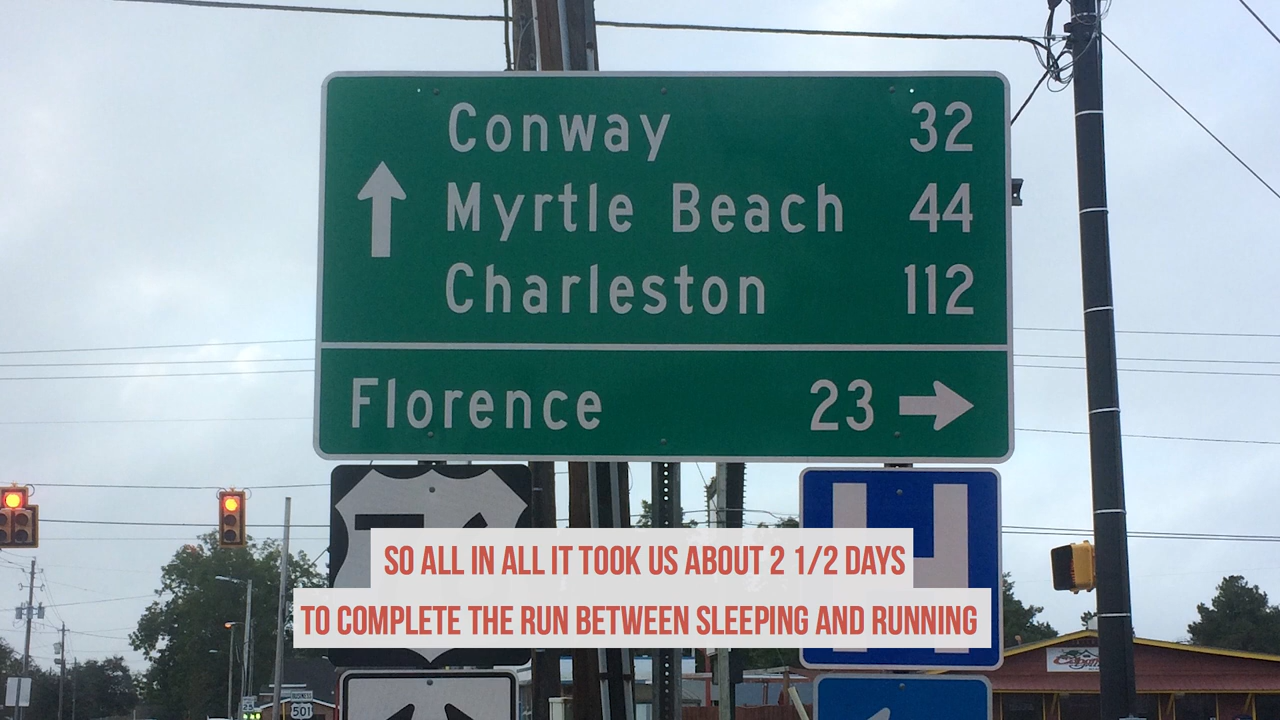 Conway 32
Myrtle Beach 44
Charleston 112
Florence 23
H
SO ALL IN ALL IT TOOK US ABOUT 2 1/2 DAYS
TO COMPLETE THE RUN BETWEEN SLEEPING AND RUNNING
501